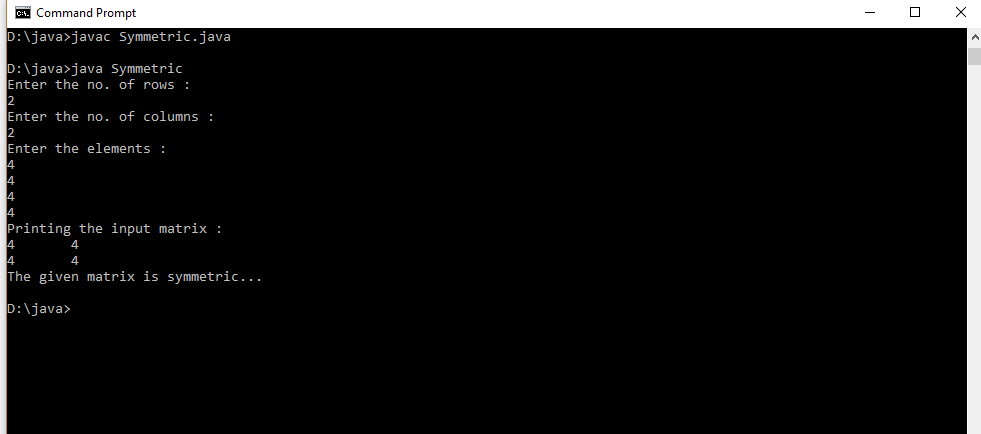 Command Prompt
D:\java>javac Symmetric.java
D:\java>java Symmetric
Enter the no. of rows :
2
Enter the no. of columns :
2
Enter the elements :
4
4
4
4
Printing the input matrix :
4 4
4 4
The given matrix is symmetric...
D:\java>